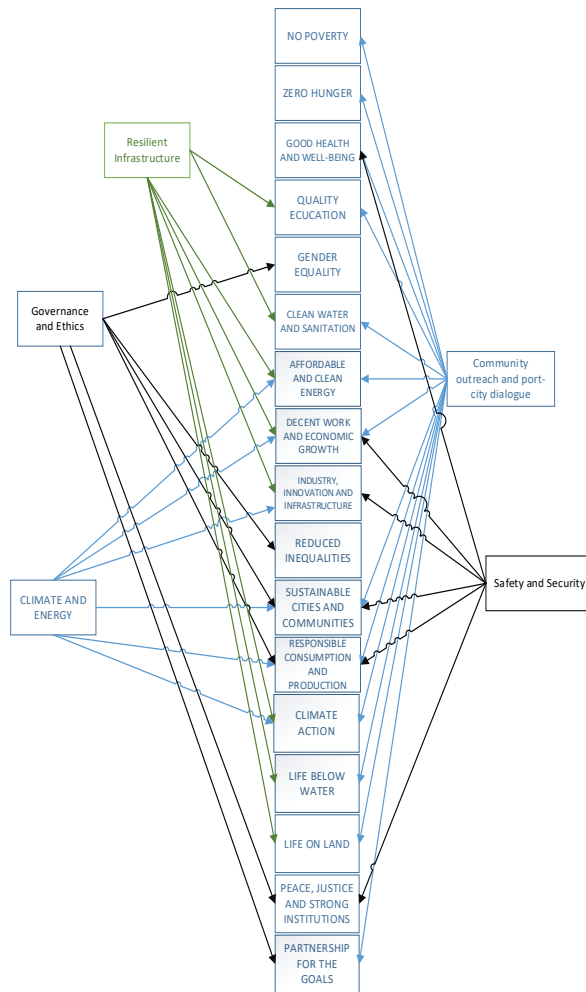 NO POVERTY
ZERO HUNGER
Resilient
Infrastructure
GOOD HEALTH
AND WELL-BEING
QUALITY
ECUCATION
GENDER
EQUALITY
Governance
and Ethics
CLEAN WATER
AND SANITATION
AFFORDABLE
AND CLEAN
ENERGY
Community
outreach and port-
city dialogue
DECENT WORK
AND ECONOMIC
GROWTH
INDUSTRY,
INNOVATION AND
INFRASTRUCTURE
REDUCED
INEQUALITIES
CLIMATE AND
ENERGY
SUSTAINABLE
CITIES AND
COMMUNITIES
Safety and Security
RESPONSIBLE
CONSUMPTION
AND
PRODUCTION
CLIMATE
ACTION
LIFE BELOW
WATER
LIFE ON LAND
PEACE, JUSTICE
AND STRONG
INSTITUTIONS
PARTNERSHIP
FOR THE
GOALS